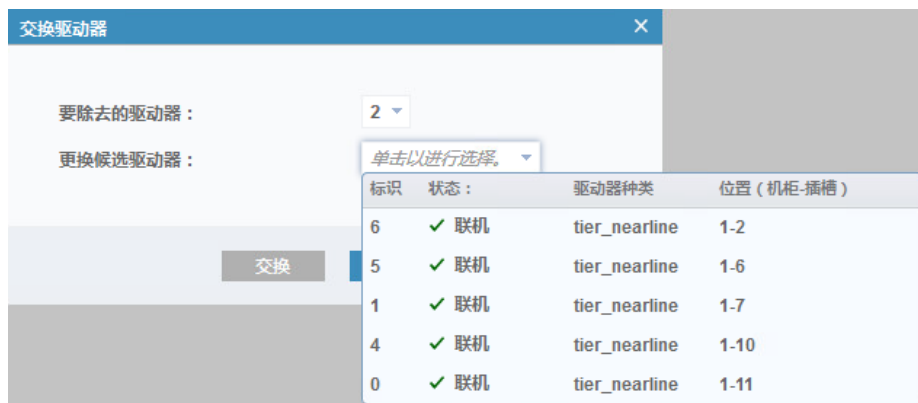 交换驱动器
要除去的驱动器： 2
更换候选驱动器： 单击以进行选择。
标识 状态： 驱动器种类 位置（机柜-插槽）
6 联机 tier_nearline 1-2
5 联机 tier_nearline 1-6
1 联机 tier_nearline 1-7
4 联机 tier_nearline 1-10
0 联机 tier_nearline 1-11
交换